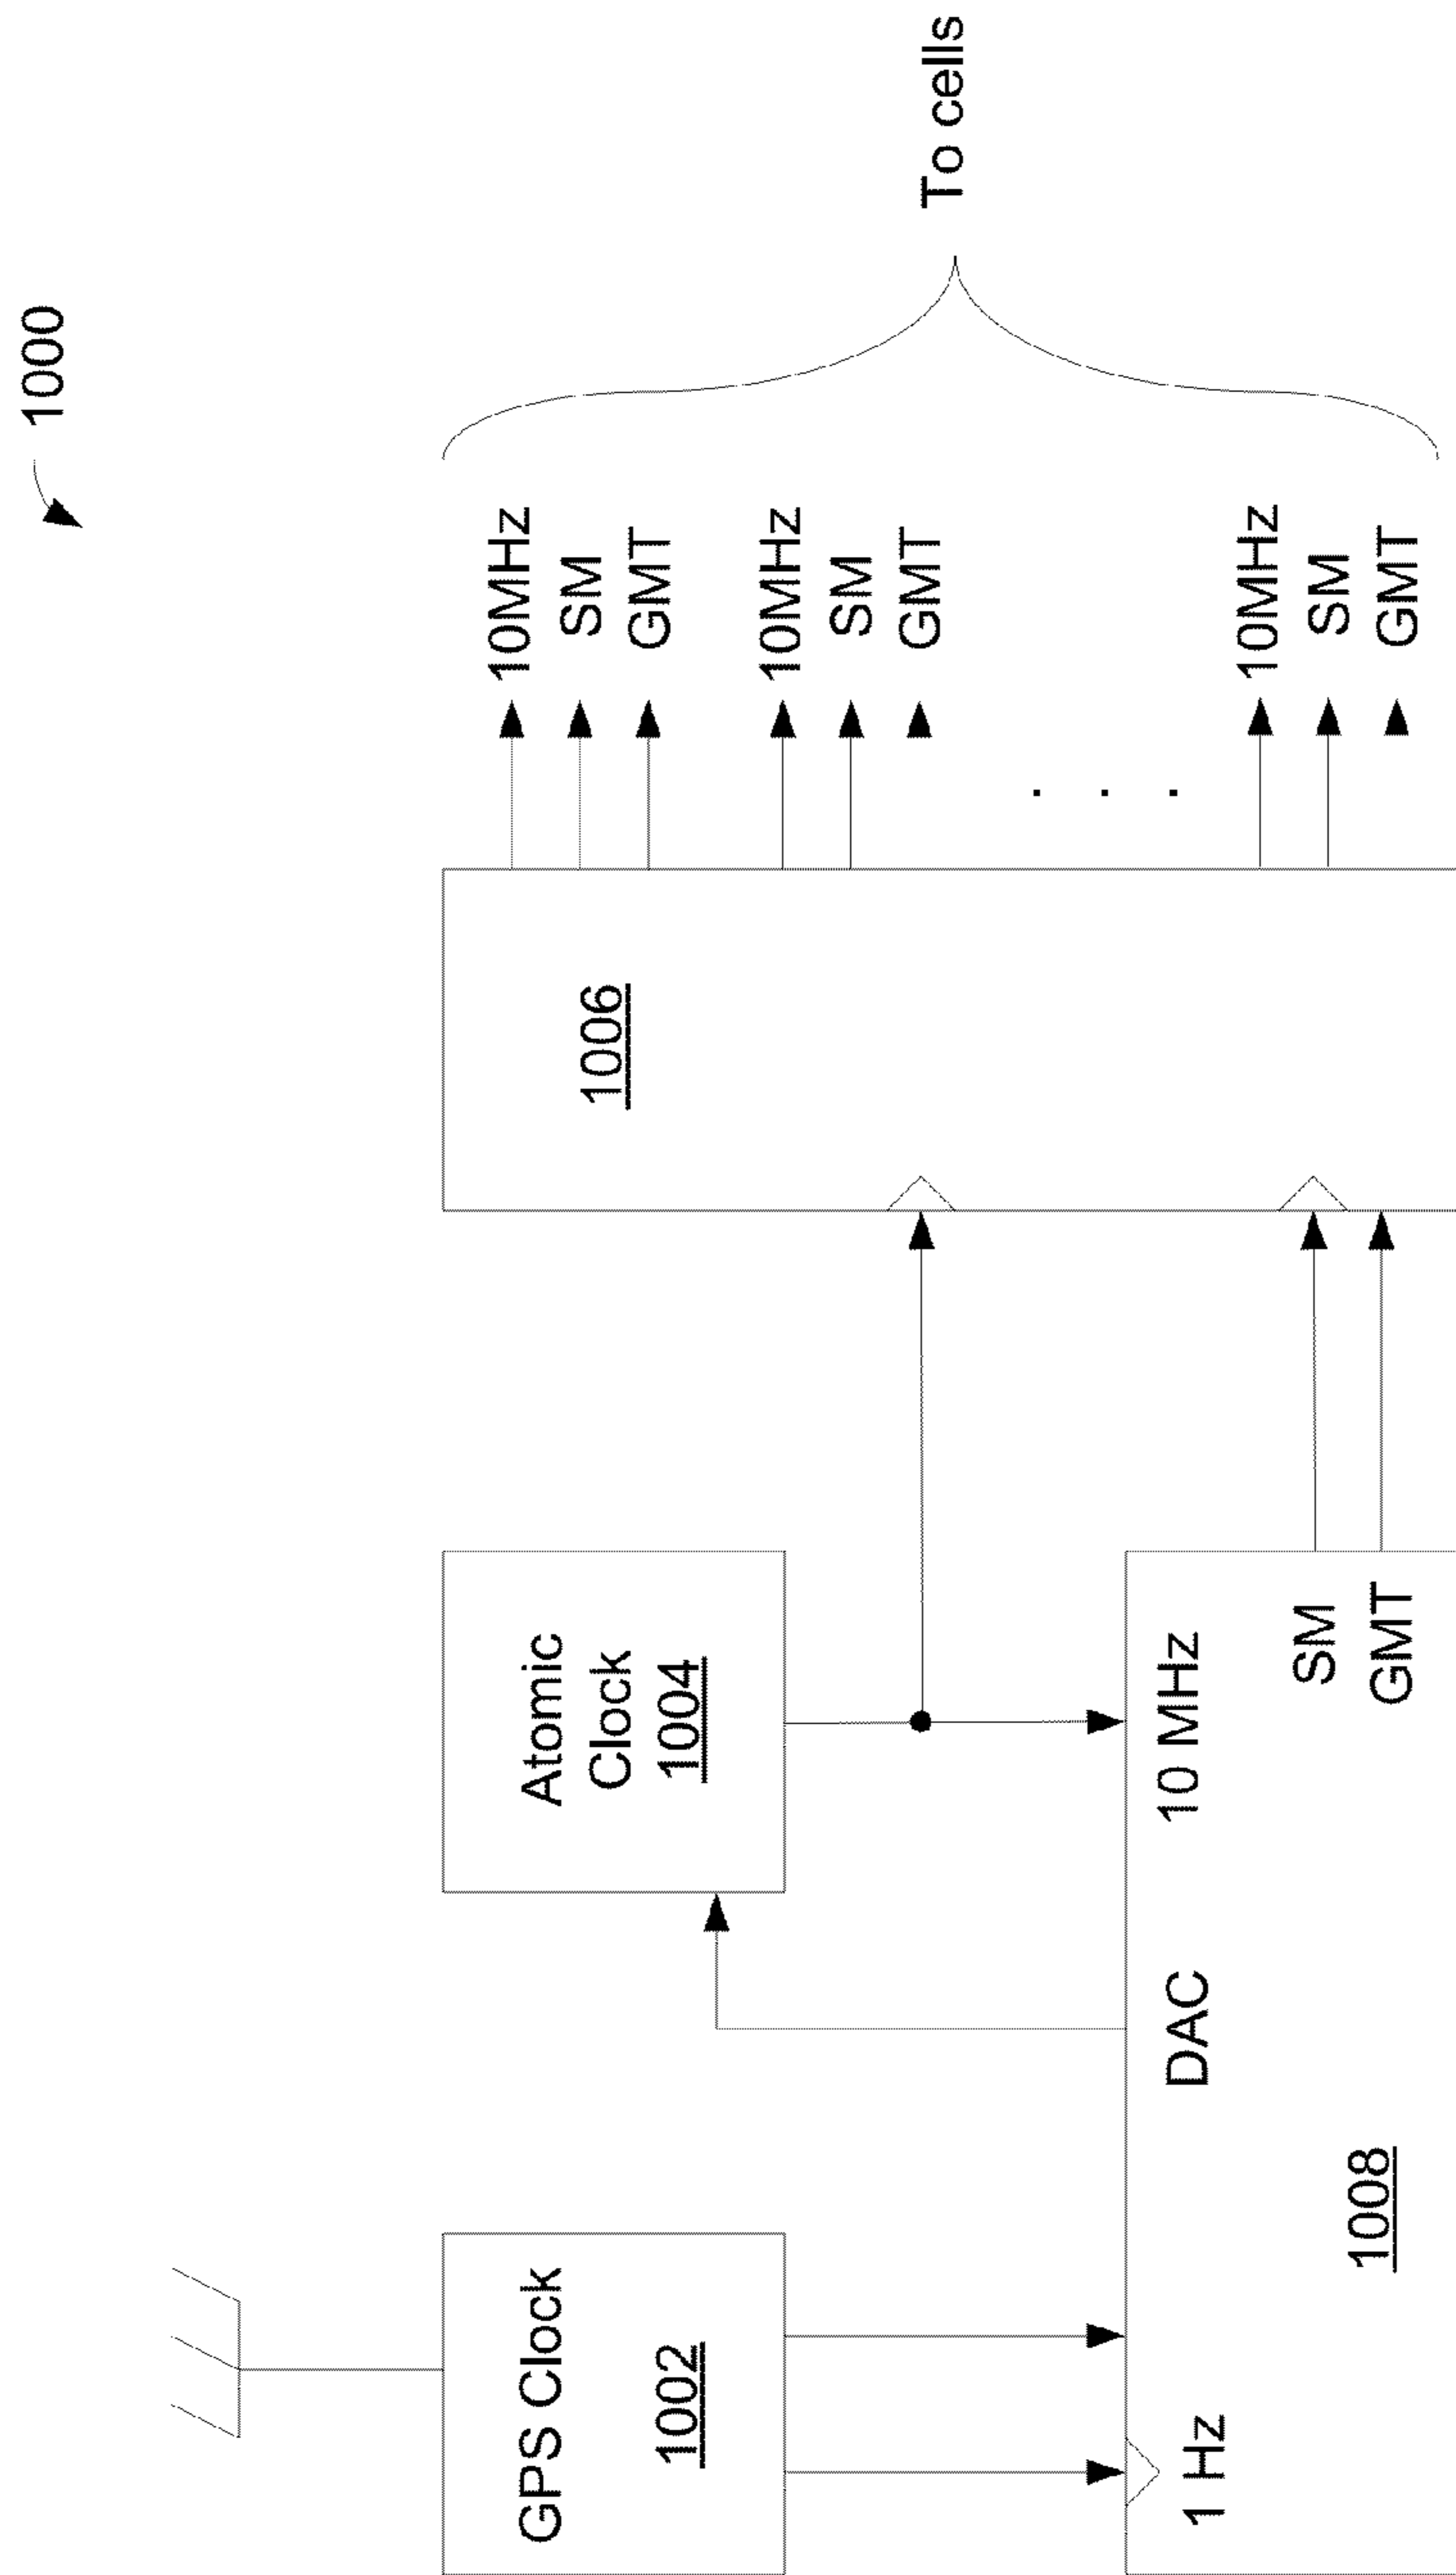 1000
GPS Clock
1002
Atomic
Clock
1004
1006
10MHz
SM
GMT
10MHz
SM
GMT
. . .
10MHz
SM
GMT
To cells
1 Hz
DAC
10 MHz
SM
GMT
1008